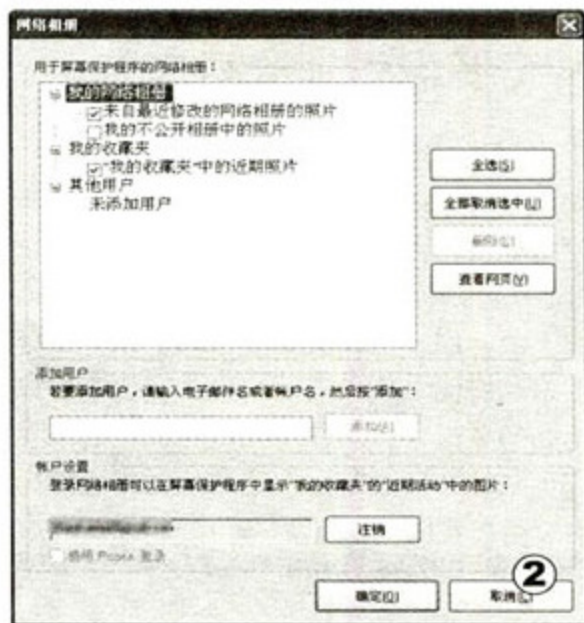 网络相册
用于屏幕保护程序的网络相册：
我的网络相册
来自最近修改的网络相册的照片
我的不公开相册中的照片
我的收藏夹
"我的收藏夹"中的近期照片
其他用户
未添加用户
全选(S)
全部取消选中(U)
查看网页(V)
添加用户
若要添加用户，请输入电子邮件名或者帐户名，然后按"添加"：
添加(A)
帐户设置
登录网络相册可以在屏幕保护程序中显示"我的收藏夹"的"近期活动"中的图片：
注销
登录
确定(O)
取消
2